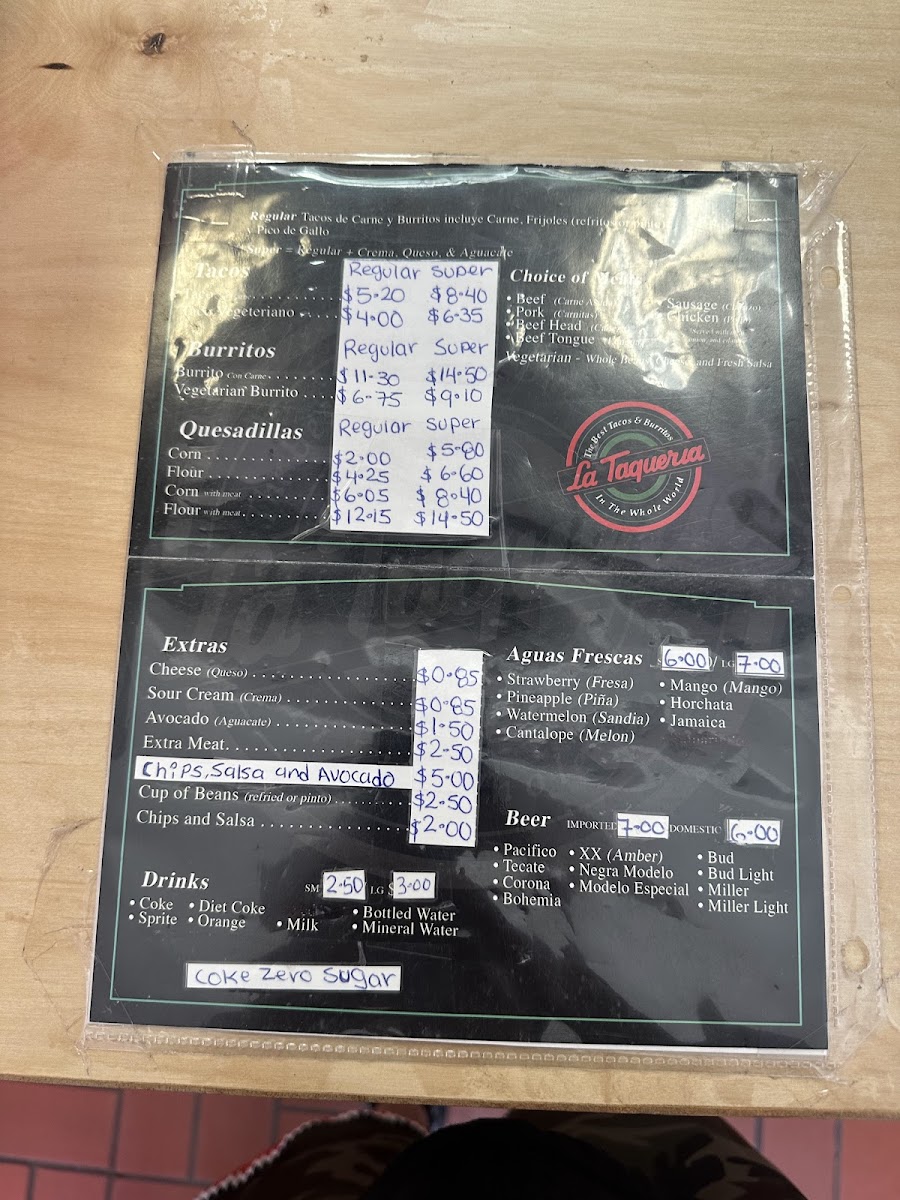 Regular Tacos de Carne y Burritos incluye Carne, Frijoles (refritos
y Pico de Gallo
Super = Regular + Crema, Queso, & Aguacate
Tacos Regular Super
. . . . . . . . . . . $5.20 $8.40
Vegeteriano . . . . $4.00 $6.35
Burritos Regular Super
Burrito Con Carne . . . . . . . . $11.30 $14.50
Vegetarian Burrito . . . . $6.75 $9.10
Quesadillas Regular Super
Corn . . . . . . . . . . . . . . $2.00 $5.80
Flour . . . . . . . . . . . . . . $4.25 $6.60
Corn with meat . . . . . . . . . $6.05 $8.40
Flour with meat . . . . . . . . . $12.15 $14.50
Choice of
• Beef (Carne
• Pork (Carnitas)
• Beef Head
• Beef Tongue
Sausage
Chicken
Vegetarian - Whole and Fresh Salsa
The Best Tacos & Burritos
La Taqueria
In The Whole World
Extras
Cheese (Queso) . . . . . . . . . . . . . . . . $0.85
Sour Cream (Crema) . . . . . . . . . . . . $0.85
Avocado (Aguacate) . . . . . . . . . . . . . $1.50
Extra Meat. . . . . . . . . . . . . . . . . . . $2.50
Chips, Salsa and Avocado $5.00
Cup of Beans (refried or pinto) . . . . . . . $2.50
Chips and Salsa . . . . . . . . . . . . . . . $2.00
Aguas Frescas 6.00 / LG 7.00
• Strawberry (Fresa)
• Pineapple (Piña)
• Watermelon (Sandia)
• Cantalope (Melon)
• Mango (Mango)
• Horchata
• Jamaica
Beer IMPORTED 7.00 DOMESTIC 6.00
• Pacifico
• Tecate
• Corona
• Bohemia
• XX (Amber)
• Negra Modelo
• Modelo Especial
• Bud
• Bud Light
• Miller
• Miller Light
Drinks SM 2.50 LG $3.00
• Coke • Diet Coke
• Sprite • Orange • Milk
• Bottled Water
• Mineral Water
Coke Zero Sugar